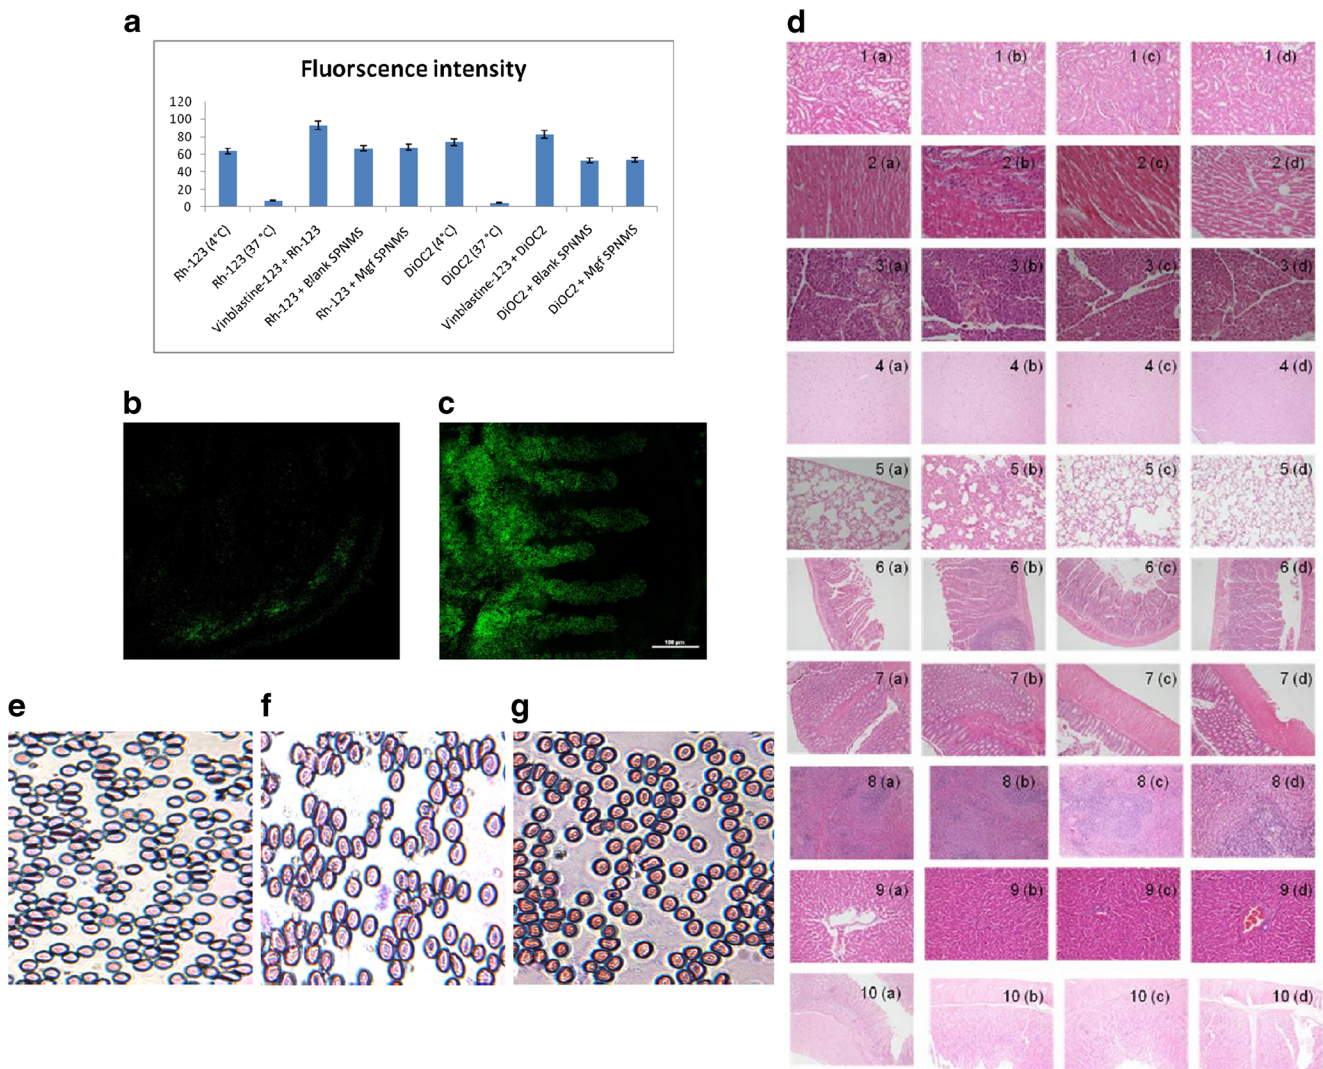 a
Fluorscence intensity
120
100
80
60
40
20
0
Rh-123 (4°C)
Rh-123 (37 °C)
Vinblastine-123 + Rh-123
Rh-123 + Blank SPNMS
Rh-123 + Mgf SPNMS
DiOC2 (4°C)
DiOC2 (37 °C)
Vinblastine-123 + DiOC2
DiOC2 + Blank SPNMS
DiOC2 + Mgf SPNMS
b
c
100 µm
d
1 (a) 1 (b) 1 (c) 1 (d)
2 (a) 2 (b) 2 (c) 2 (d)
3 (a) 3 (b) 3 (c) 3 (d)
4 (a) 4 (b) 4 (c) 4 (d)
5 (a) 5 (b) 5 (c) 5 (d)
6 (a) 6 (b) 6 (c) 6 (d)
7 (a) 7 (b) 7 (c) 7 (d)
8 (a) 8 (b) 8 (c) 8 (d)
9 (a) 9 (b) 9 (c) 9 (d)
10 (a) 10 (b) 10 (c) 10 (d)
e
f
g